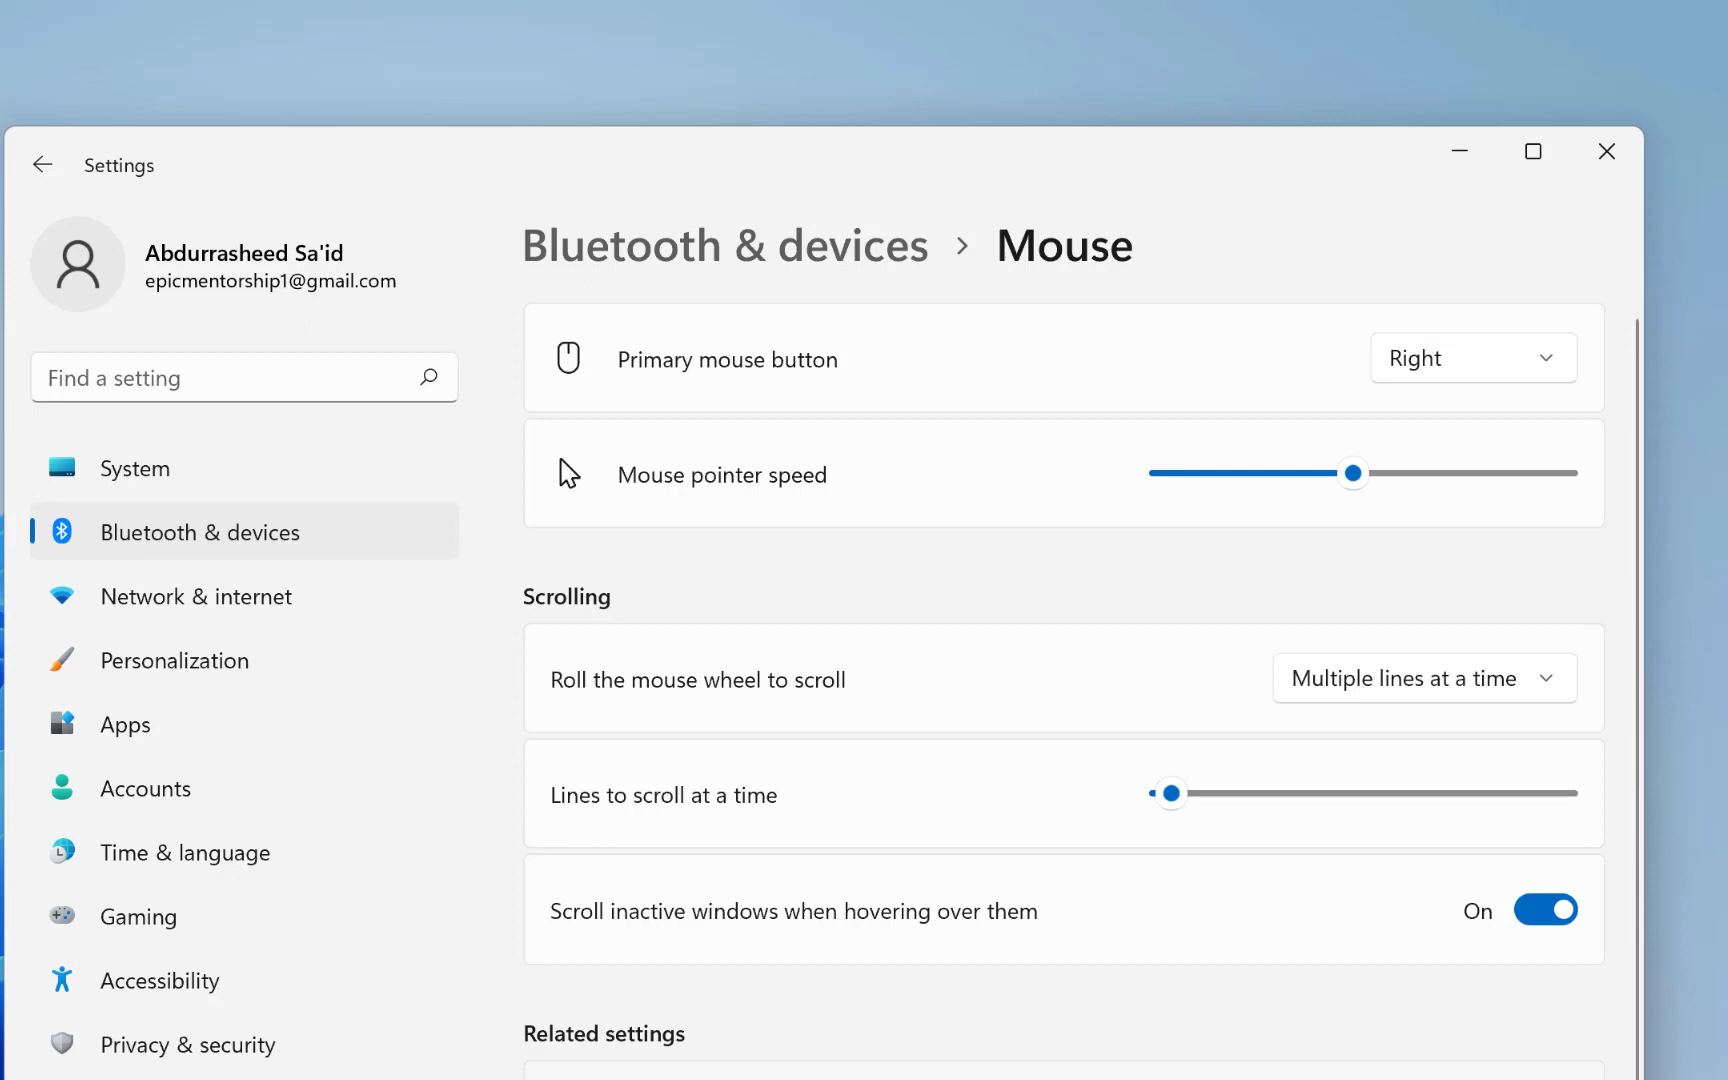 Settings
Abdurrasheed Sa'id
epicmentorship1@gmail.com
Find a setting
System
Bluetooth & devices
Network & internet
Personalization
Apps
Accounts
Time & language
Gaming
Accessibility
Privacy & security
Bluetooth & devices > Mouse
Primary mouse button Right
Mouse pointer speed
Scrolling
Roll the mouse wheel to scroll Multiple lines at a time
Lines to scroll at a time
Scroll inactive windows when hovering over them On
Related settings